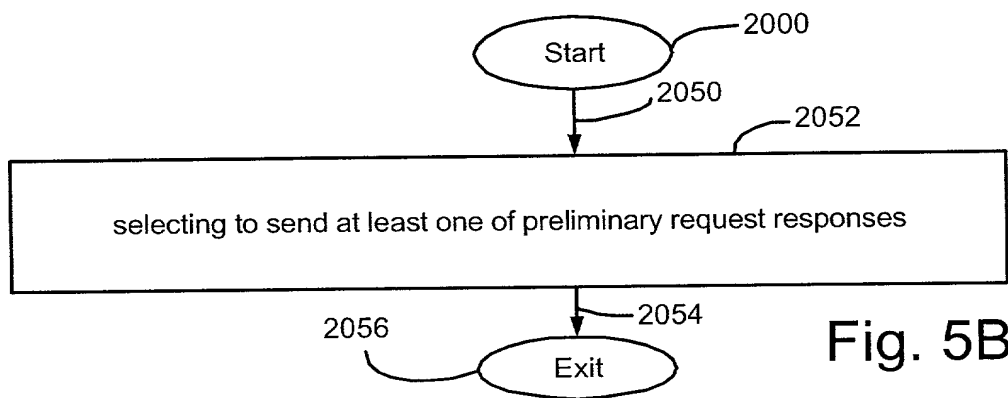 2000
Start
2050
2052
selecting to send at least one of preliminary request responses
2054
2056
Exit
Fig. 5B